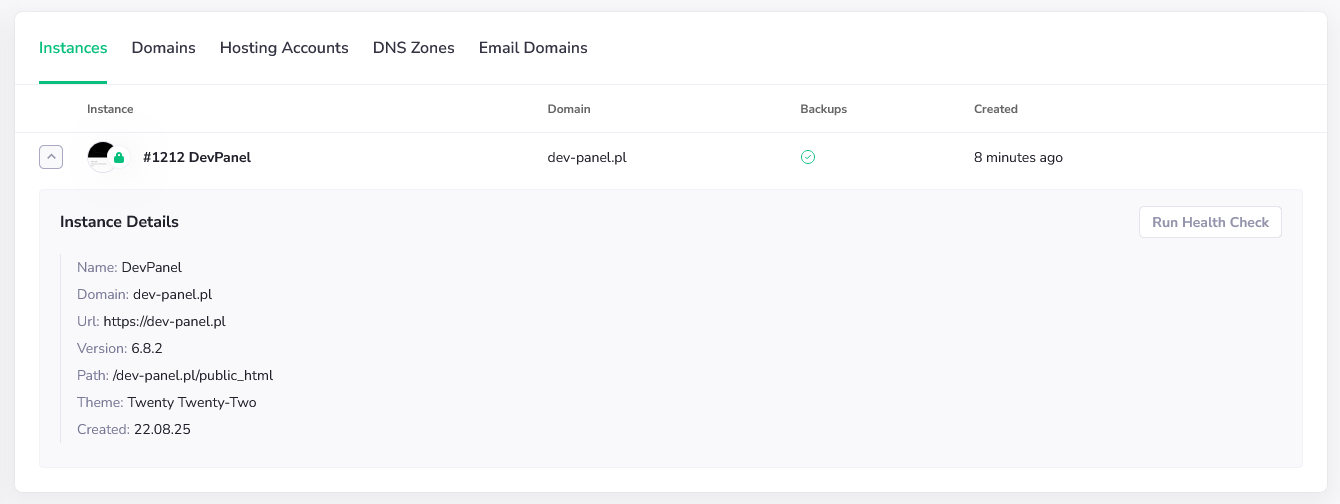 Instances Domains Hosting Accounts DNS Zones Email Domains
Instance Domain Backups Created
#1212 DevPanel dev-panel.pl 8 minutes ago
Instance Details Run Health Check
Name: DevPanel
Domain: dev-panel.pl
Url: https://dev-panel.pl
Version: 6.8.2
Path: /dev-panel.pl/public_html
Theme: Twenty Twenty-Two
Created: 22.08.25